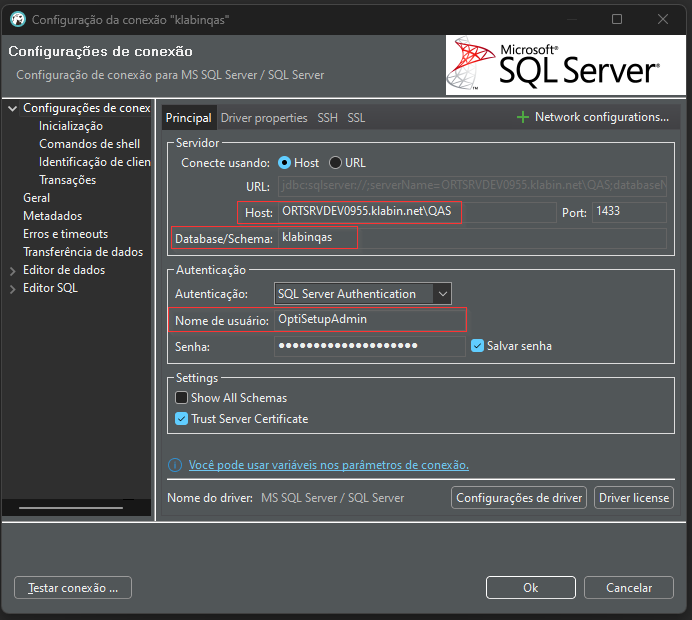 Configuração da conexão "klabinqas"
Configurações de conexão
Configuração de conexão para MS SQL Server / SQL Server
Microsoft®
SQL Server®
Configurações de conex
Inicialização
Comandos de shell
Identificação de clien
Transações
Geral
Metadados
Erros e timeouts
Transferência de dados
Editor de dados
Editor SQL
Principal Driver properties SSH SSL Network configurations...
Servidor
Conecte usando: Host URL
URL: jdbc:sqlserver://;serverName=ORTSRVDEV0955.klabin.net\QAS;databaseN
Host: ORTSRVDEV0955.klabin.net\QAS Port: 1433
Database/Schema: klabinqas
Autenticação
Autenticação: SQL Server Authentication
Nome de usuário: OptiSetupAdmin
Senha: ●●●●●●●●●●●●●●●●●●●● Salvar senha
Settings
Show All Schemas
Trust Server Certificate
Você pode usar variáveis nos parâmetros de conexão.
Nome do driver: MS SQL Server / SQL Server Configurações de driver Driver license
Testar conexão ... Ok Cancelar